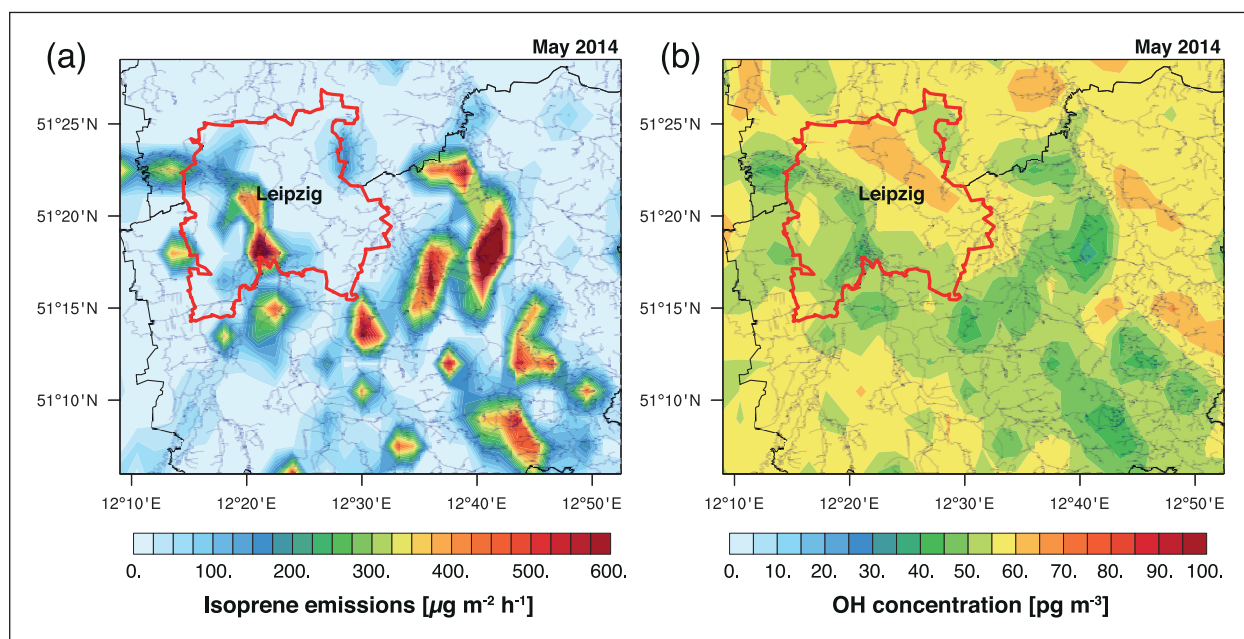 (a)
May 2014
51°25'N
51°20'N
51°15'N
51°10'N
Leipzig
12°10'E
12°20'E
12°30'E
12°40'E
12°50'E
0. 100. 200. 300. 400. 500. 600.
Isoprene emissions [µg m⁻² h⁻¹]
(b)
May 2014
51°25'N
51°20'N
51°15'N
51°10'N
Leipzig
12°10'E
12°20'E
12°30'E
12°40'E
12°50'E
0. 10. 20. 30. 40. 50. 60. 70. 80. 90. 100.
OH concentration [pg m⁻³]